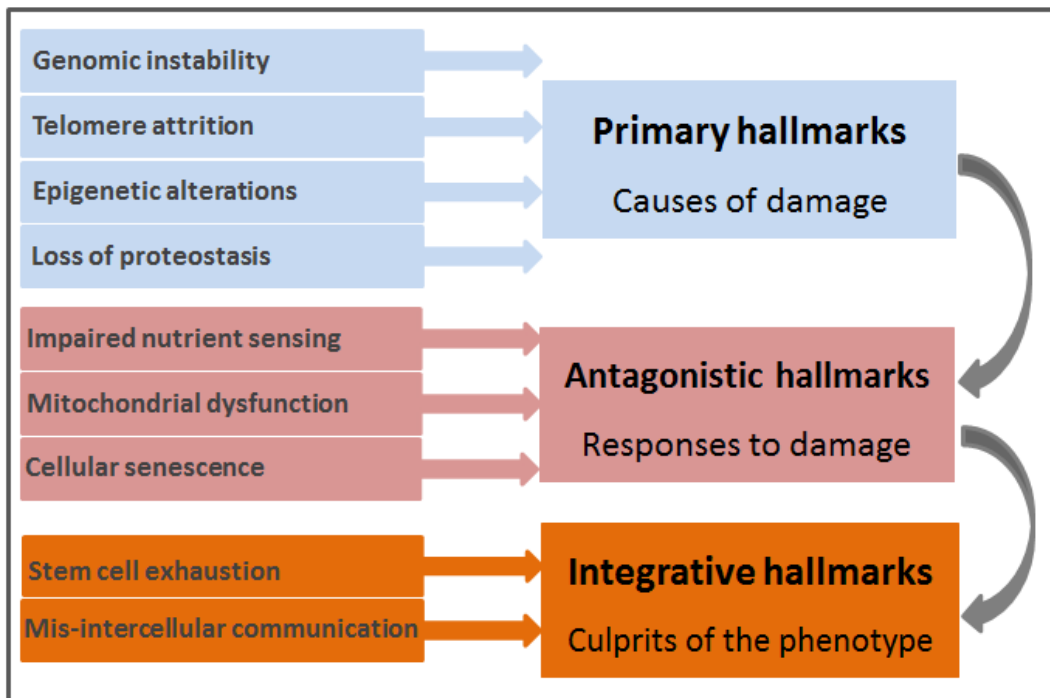 Genomic instability
Telomere attrition
Epigenetic alterations
Loss of proteostasis
Primary hallmarks
Causes of damage
Impaired nutrient sensing
Mitochondrial dysfunction
Cellular senescence
Antagonistic hallmarks
Responses to damage
Stem cell exhaustion
Mis-intercellular communication
Integrative hallmarks
Culprits of the phenotype